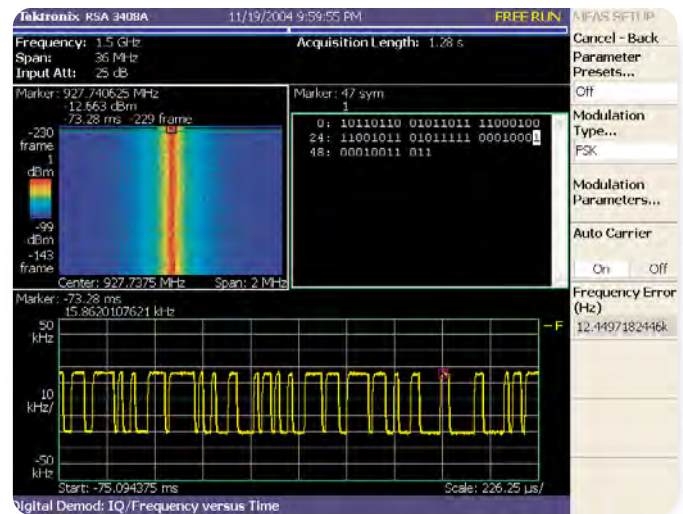 Tektronix RSA 3408A 11/19/2004 9:59:55 PM FREE RUN MEAS SETUP
Cancel - Back
Frequency: 1.5 GHz Acquisition Length: 1.28 s
Span: 36 MHz
Input Att: 25 dB
Parameter
Presets...
Off
Marker: 927.740625 MHz
-12.663 dBm
-73.28 ms -229 frame
-230
frame
1
dBm
-99
dBm
-143
frame
Center: 927.7375 MHz Span: 2 MHz
Marker: 47 sym
1
0: 10110110 01011011 11000100
24: 11001011 01011111 00010001
48: 00010011 011
Modulation
Type...
FSK
Modulation
Parameters...
Auto Carrier
On Off
Frequency Error
(Hz)
12.4497182446k
Marker: -73.28 ms
15.8620107621 kHz
50
kHz
F
10
kHz/
-50
kHz
Start: -75.094375 ms Scale: 226.25 µs/
Digital Demod: IQ/Frequency versus Time